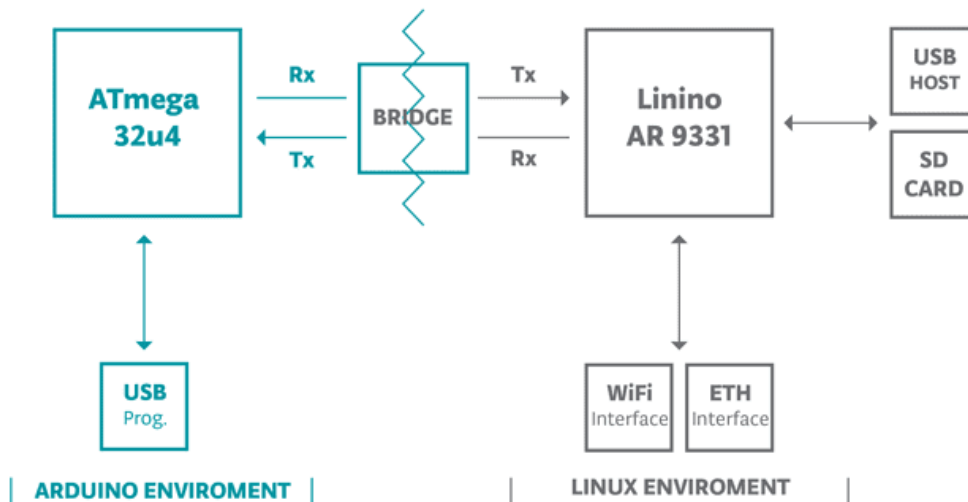 ATmega
32u4
Rx
Tx
BRIDGE
Tx
Rx
Linino
AR 9331
USB
HOST
SD
CARD
USB
Prog.
WiFi
Interface
ETH
Interface
ARDUINO ENVIROMENT
LINUX ENVIROMENT